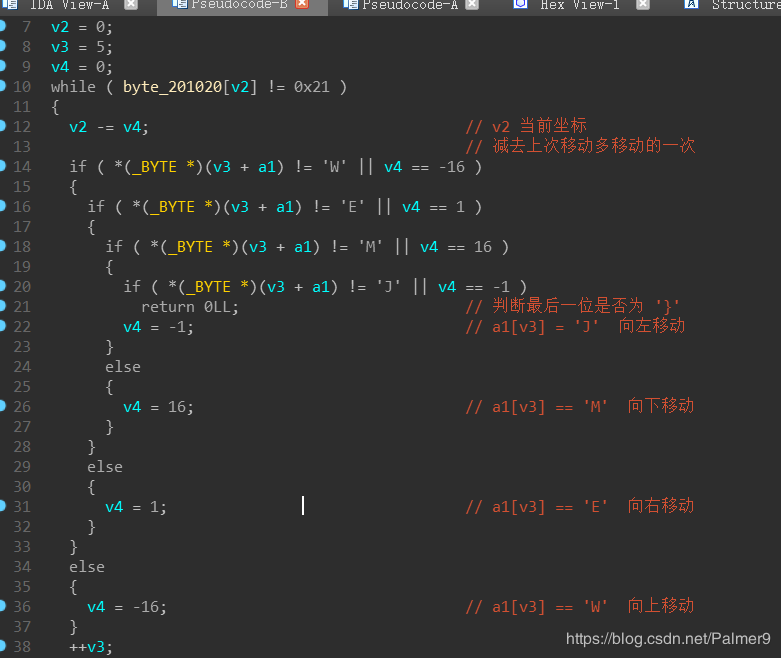 IDA View-A Pseudocode-B Pseudocode-A Hex View-1 Structure
7 v2 = 0;
8 v3 = 5;
9 v4 = 0;
10 while ( byte_201020[v2] != 0x21 )
11 {
12 v2 -= v4; // v2 当前坐标
13 // 减去上次移动多移动的一次
14 if ( *(_BYTE *)(v3 + a1) != 'W' || v4 == -16 )
15 {
16 if ( *(_BYTE *)(v3 + a1) != 'E' || v4 == 1 )
17 {
18 if ( *(_BYTE *)(v3 + a1) != 'M' || v4 == 16 )
19 {
20 if ( *(_BYTE *)(v3 + a1) != 'J' || v4 == -1 )
21 return 0LL; // 判断最后一位是否为 '}'
22 v4 = -1; // a1[v3] = 'J' 向左移动
23 }
24 else
25 {
26 v4 = 16; // a1[v3] == 'M' 向下移动
27 }
28 }
29 else
30 {
31 v4 = 1; // a1[v3] == 'E' 向右移动
32 }
33 }
34 else
35 {
36 v4 = -16; // a1[v3] == 'W' 向上移动
37 }
38 ++v3;
https://blog.csdn.net/Palmer9